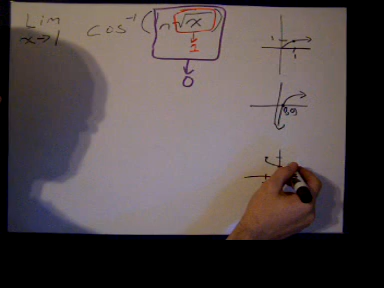 Lim
x→1
cos⁻¹(ln √x)
1
0